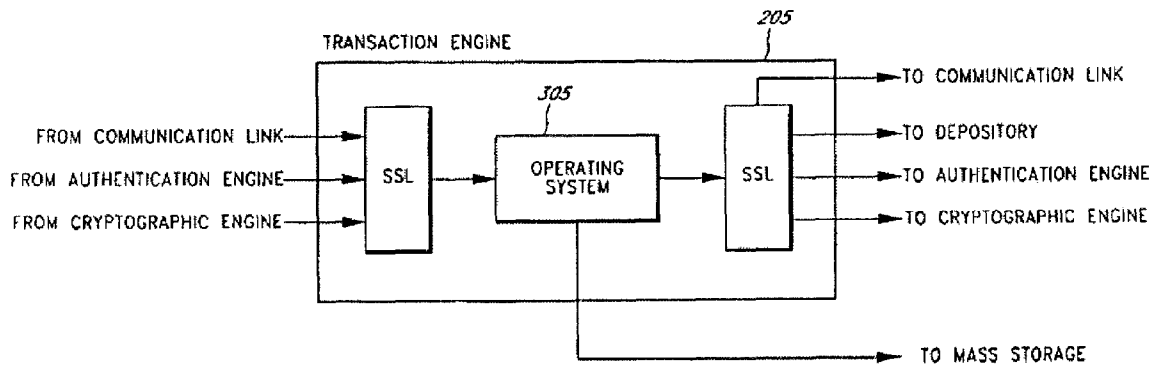 205
TRANSACTION ENGINE
305
FROM COMMUNICATION LINK
FROM AUTHENTICATION ENGINE
FROM CRYPTOGRAPHIC ENGINE
SSL
OPERATING
SYSTEM
SSL
TO COMMUNICATION LINK
TO DEPOSITORY
TO AUTHENTICATION ENGINE
TO CRYPTOGRAPHIC ENGINE
TO MASS STORAGE